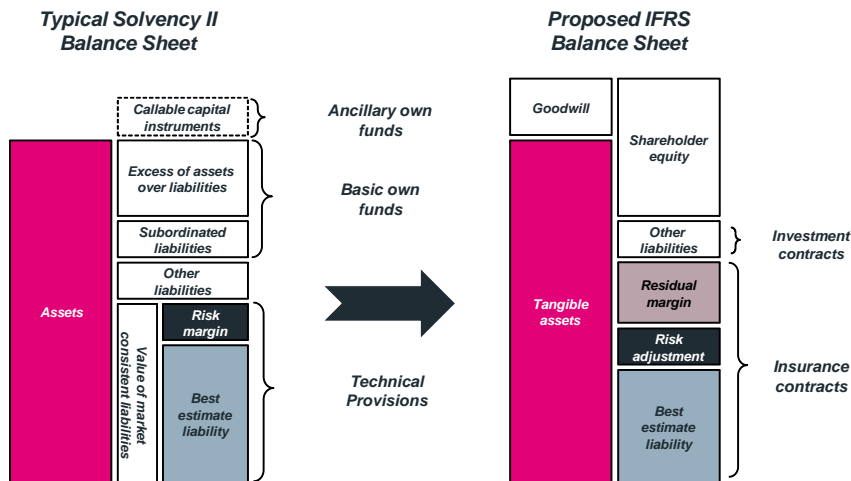 Typical Solvency II
Balance Sheet
Proposed IFRS
Balance Sheet
Callable capital
instruments
Ancillary own
funds
Excess of assets
over liabilities
Basic own
funds
Subordinated
liabilities
Other
liabilities
Assets
Risk
margin
Value of market
consistent liabilities
Best
estimate
liability
Technical
Provisions
Goodwill
Shareholder
equity
Other
liabilities
Investment
contracts
Residual
margin
Tangible
assets
Risk
adjustment
Insurance
contracts
Best
estimate
liability